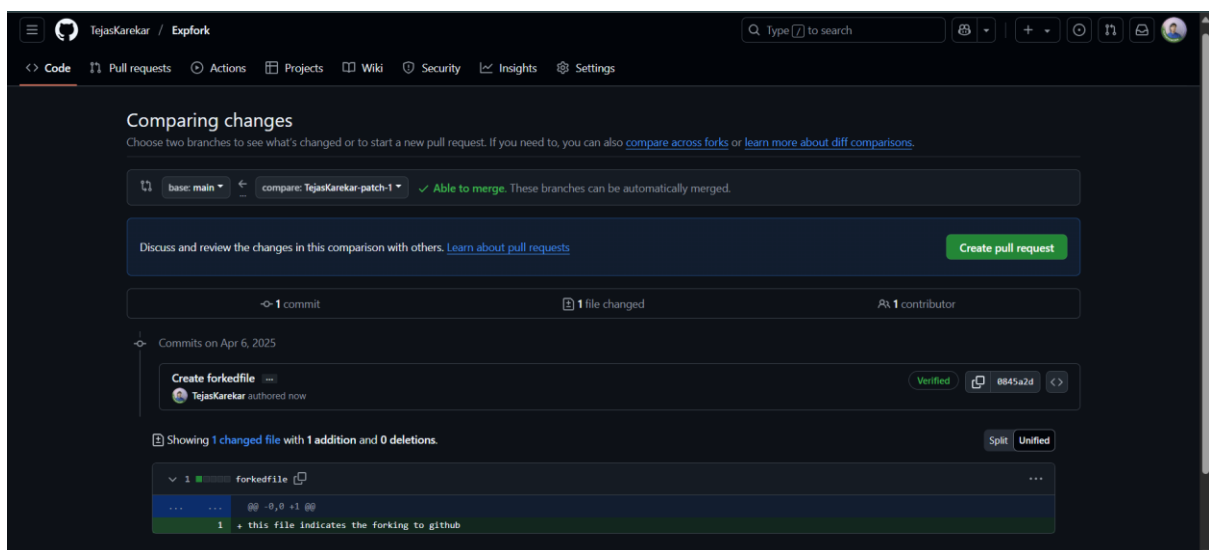 TejasKarekar / Expfork
Type / to search
Code Pull requests Actions Projects Wiki Security Insights Settings
Comparing changes
Choose two branches to see what's changed or to start a new pull request. If you need to, you can also compare across forks or learn more about diff comparisons.
base: main compare: TejasKarekar-patch-1 Able to merge. These branches can be automatically merged.
Discuss and review the changes in this comparison with others. Learn about pull requests
Create pull request
1 commit 1 file changed 1 contributor
Commits on Apr 6, 2025
Create forkedfile ...
TejasKarekar authored now
Verified 0845a2d
Showing 1 changed file with 1 addition and 0 deletions.
Split Unified
1 forkedfile
... ... @@ -0,0 +1 @@
1 + this file indicates the forking to github